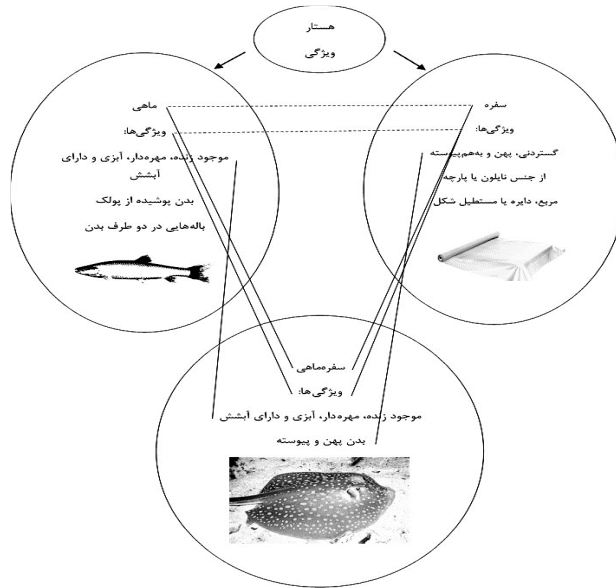 هستار
ویژگی
سفره
ویژگی‌ها:
گستردنی، پهن و به‌هم‌پیوسته
از جنس نایلون یا پارچه
مربع، دایره یا مستطیل شکل
ماهی
ویژگی‌ها:
موجود زنده، مهره‌دار، آبزی و دارای
آبشش
بدن پوشیده از پولک
باله‌هایی در دو طرف بدن
سفره‌ماهی
ویژگی‌ها:
موجود زنده، مهره‌دار، آبزی و دارای آبشش
بدن پهن و پیوسته